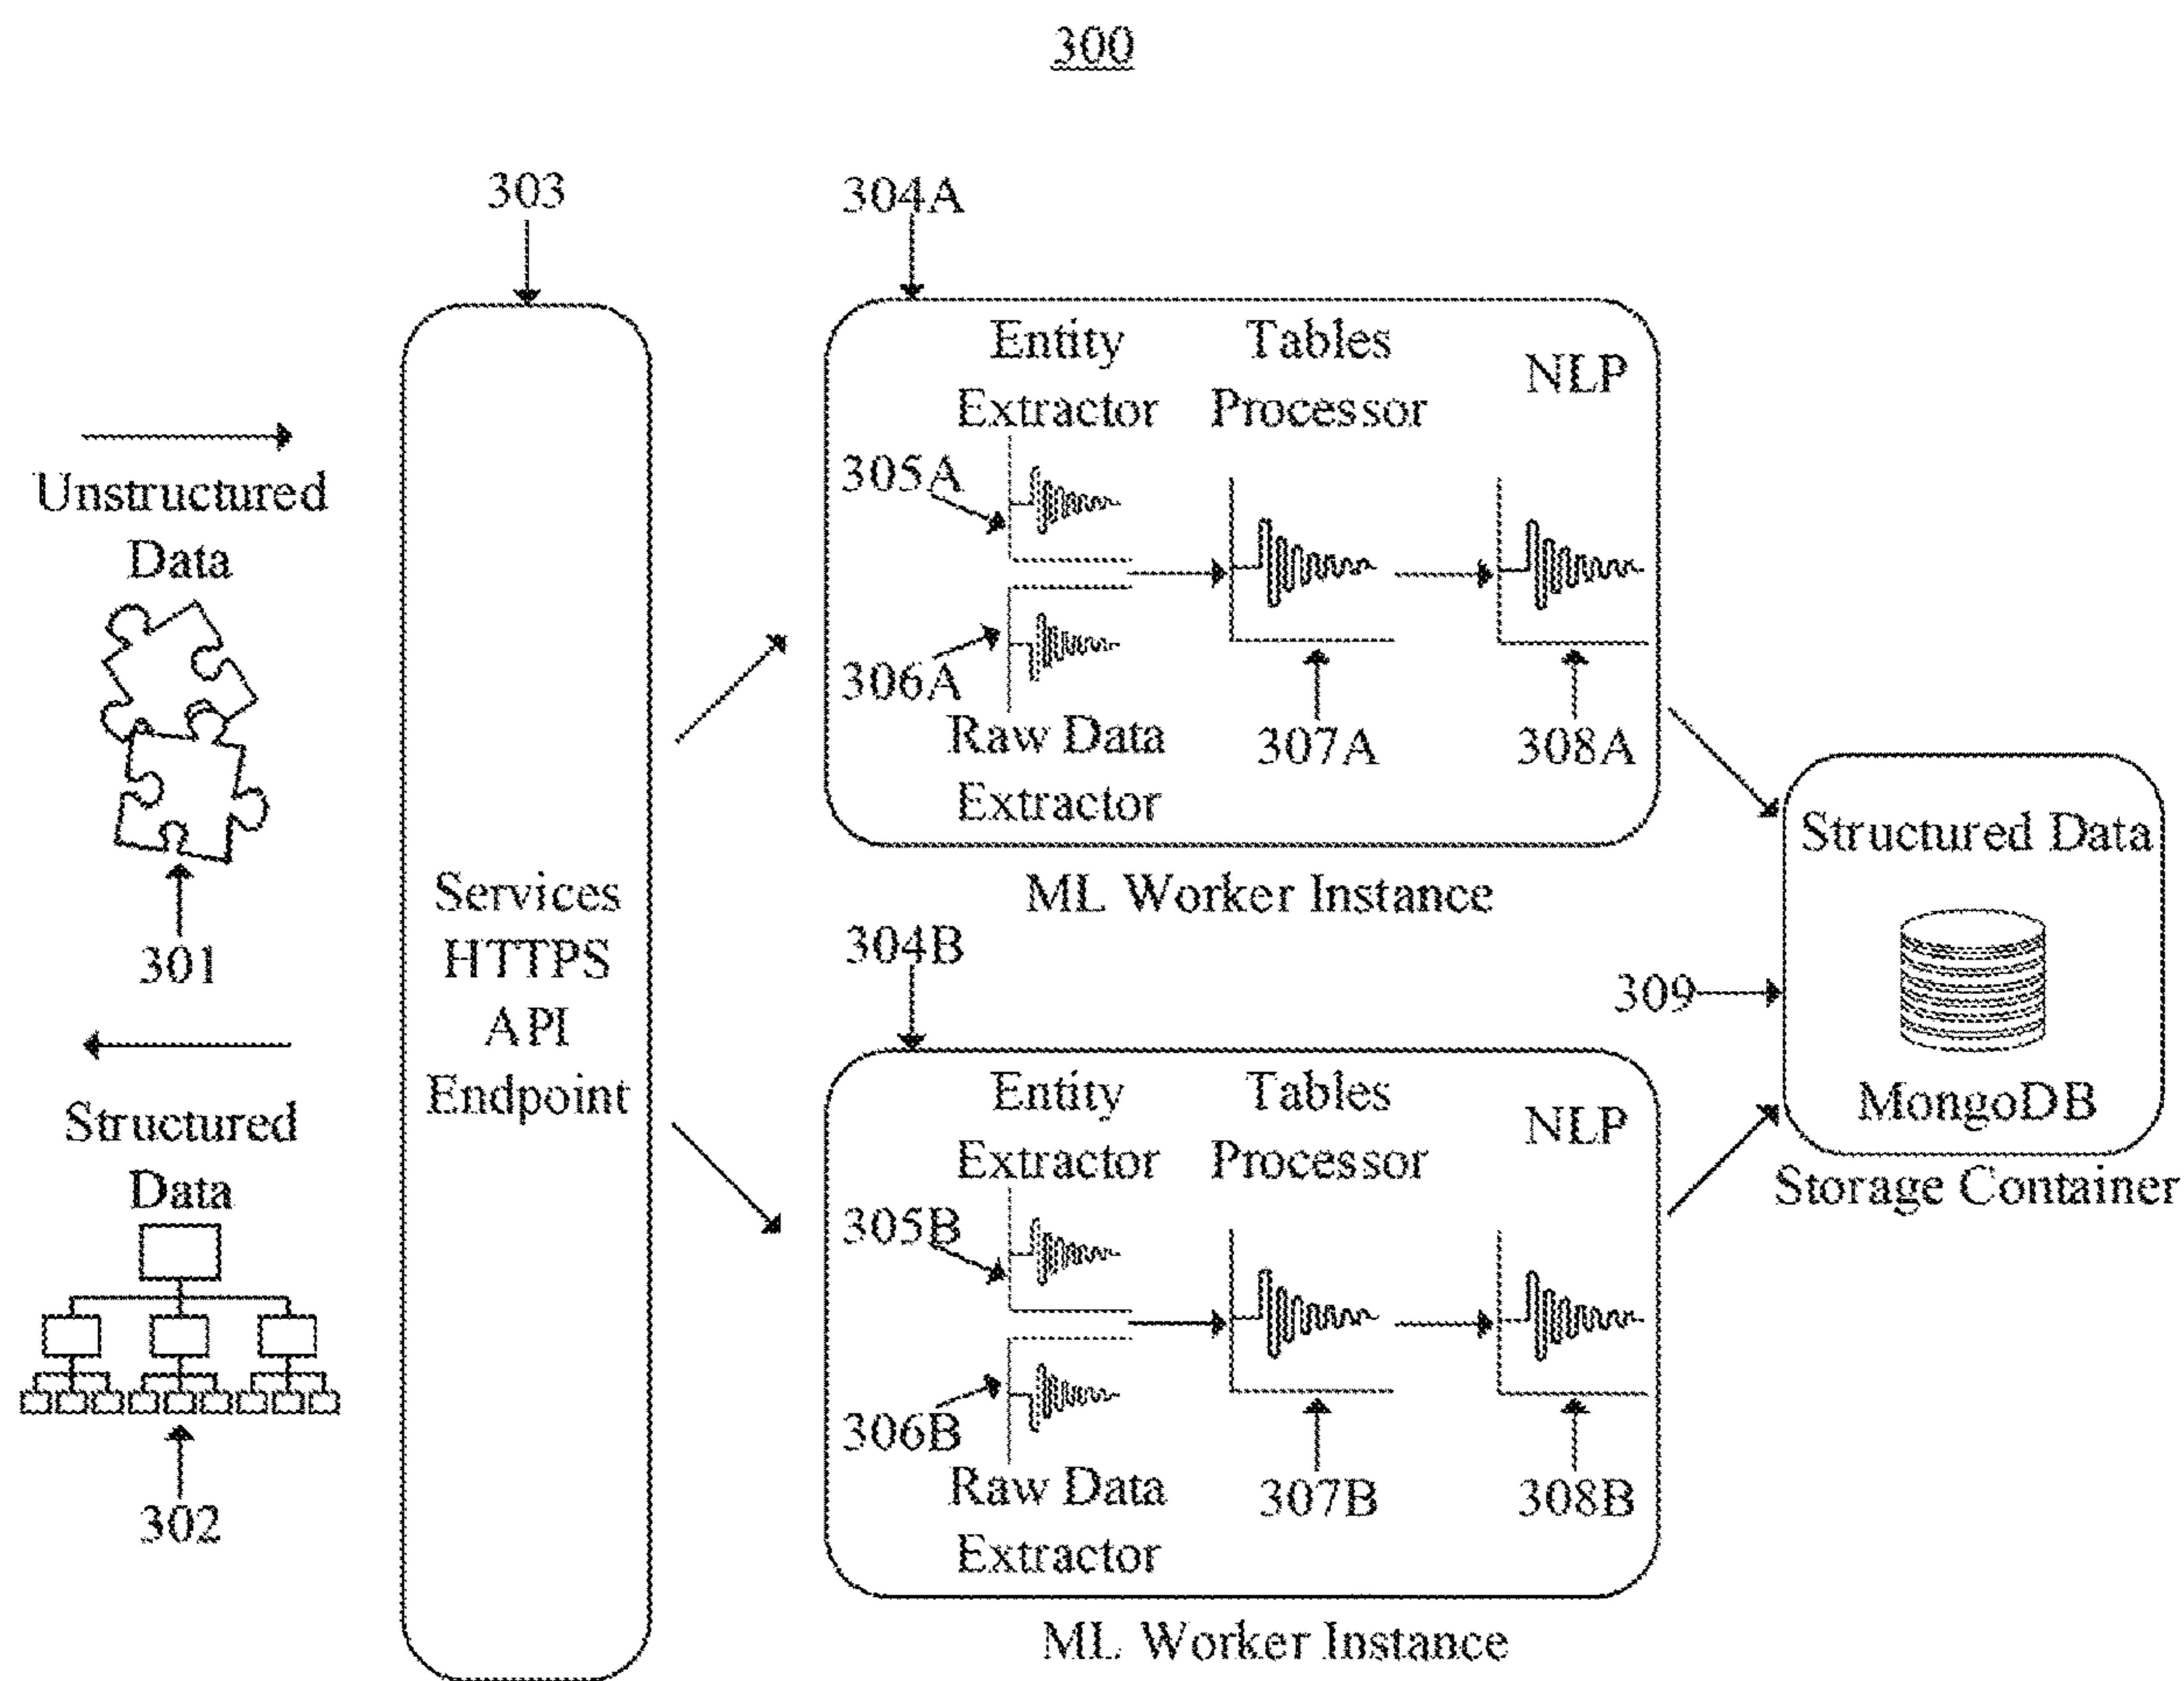 300
303
304A
Entity
Extractor
Tables
Processor
NLP
305A
306A
Raw Data
Extractor
307A
308A
ML Worker Instance
Unstructured
Data
301
Structured
Data
302
Services
HTTPS
API
Endpoint
304B
Entity
Extractor
Tables
Processor
NLP
305B
306B
Raw Data
Extractor
307B
308B
ML Worker Instance
309
Structured Data
MongoDB
Storage Container